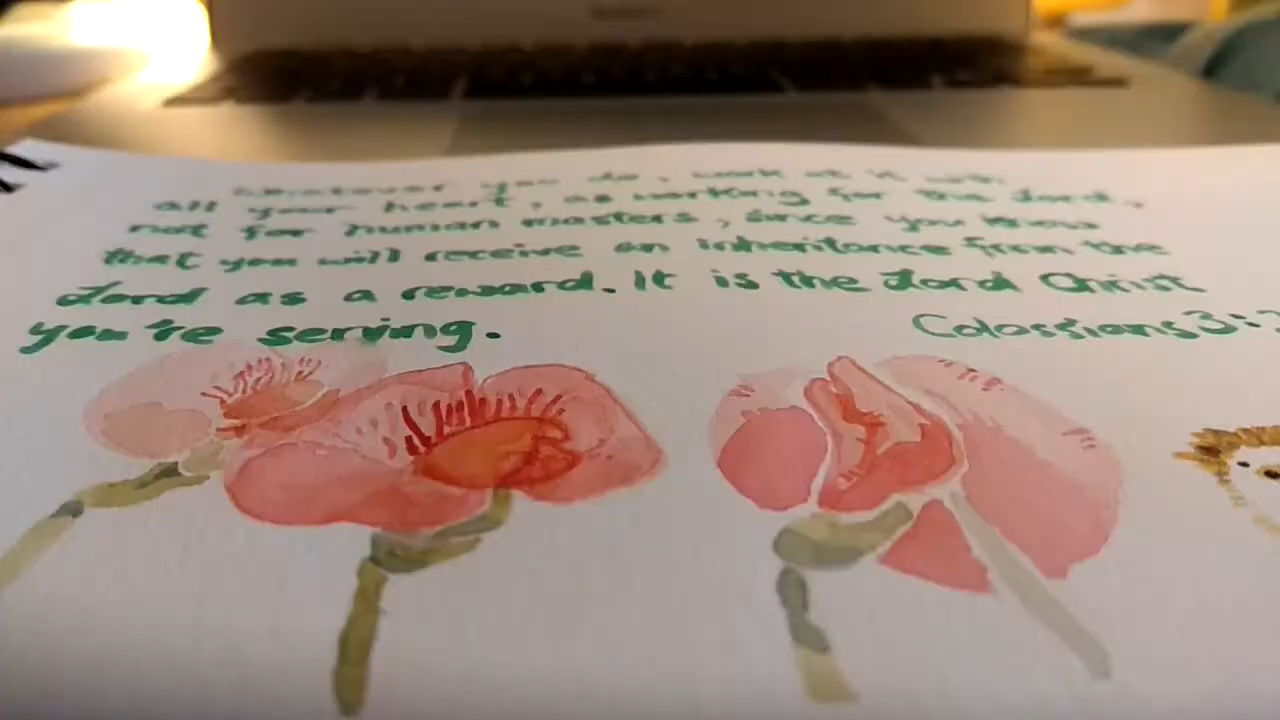 Whatever you do, work at it with
all your heart, as working for the Lord,
not for human masters, since you know
that you will receive an inheritance from the
Lord as a reward. It is the Lord Christ
you're serving.
Colossians 3: